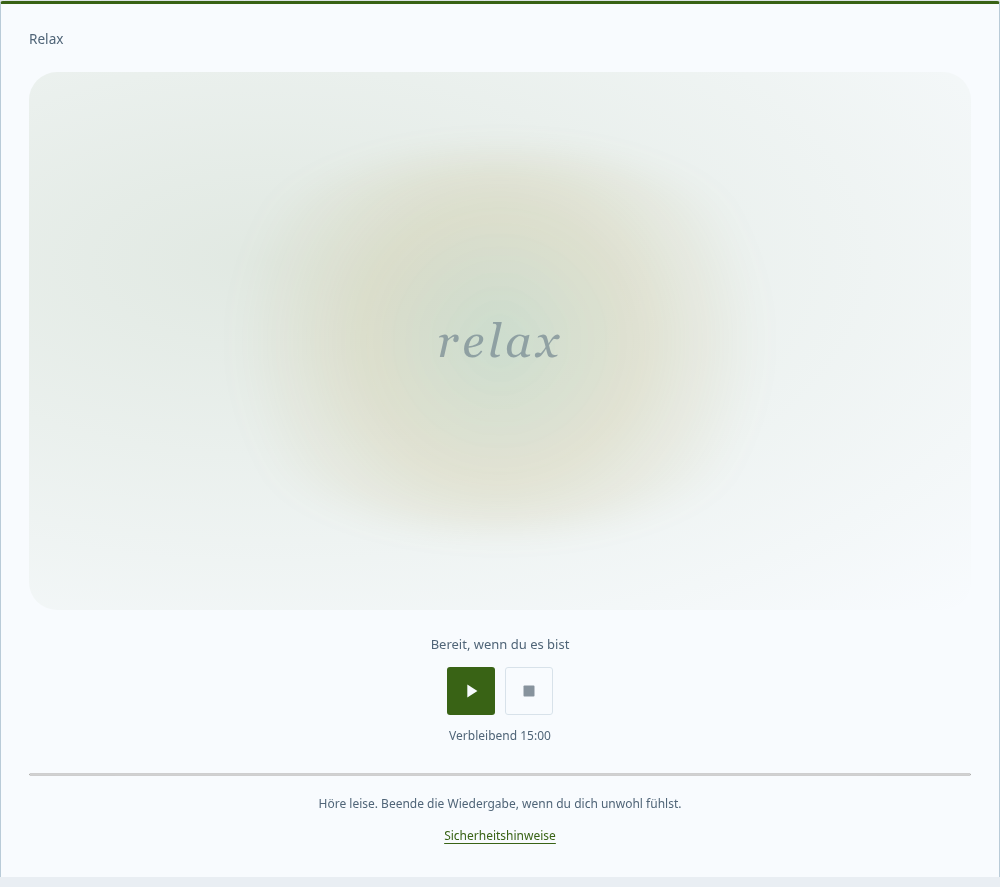 Relax
relax
Bereit, wenn du es bist
Verbleibend 15:00
Höre leise. Beende die Wiedergabe, wenn du dich unwohl fühlst.
Sicherheitshinweise